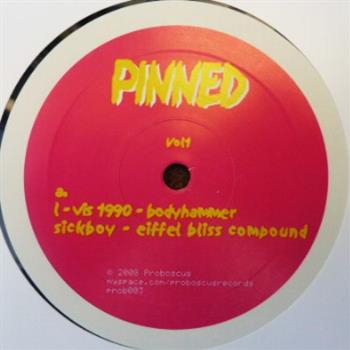 PINNED
vol1
a.
l-vis 1990 - bodyhammer
sickboy - eiffel bliss compound
© 2008 Proboscus
myspace.com/proboscusrecords
prob003